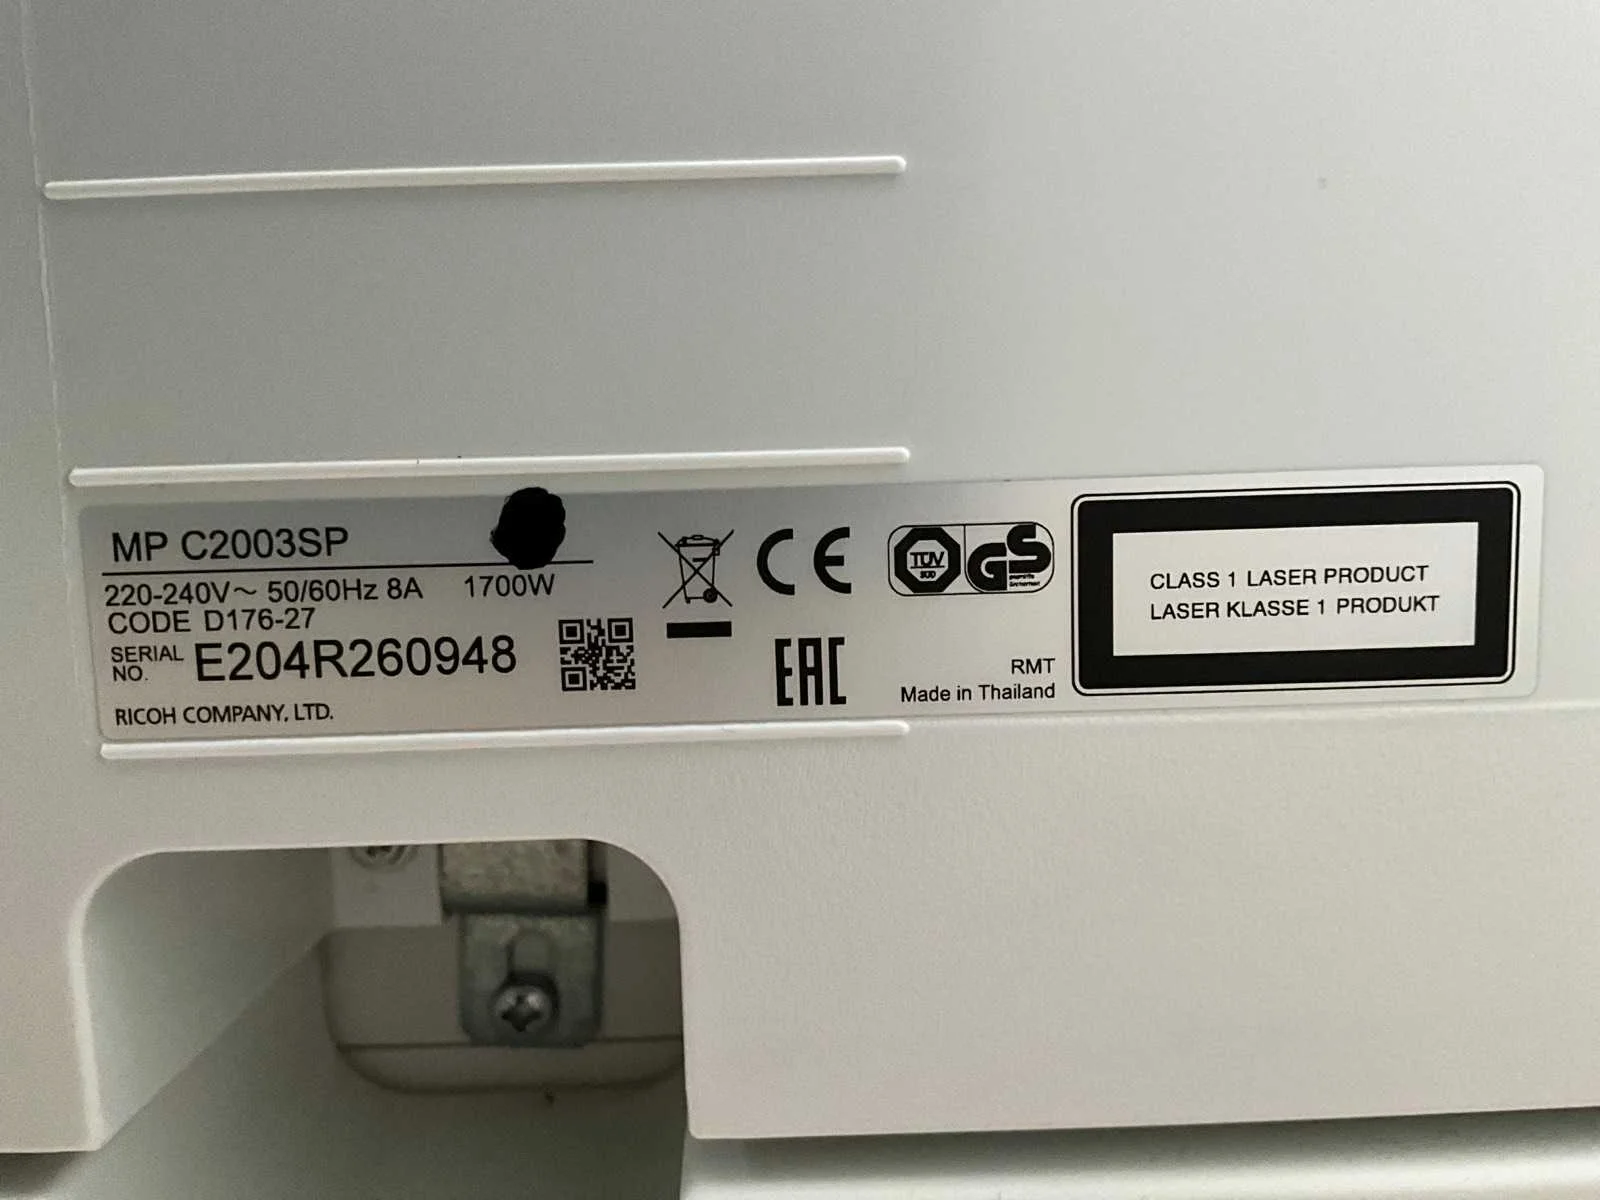 MP C2003SP
220-240V～ 50/60Hz 8A 1700W
CODE D176-27
SERIAL NO. E204R260948
RICOH COMPANY, LTD.
CE
TÜV
SÜD
GS
EAC
RMT
Made in Thailand
CLASS 1 LASER PRODUCT
LASER KLASSE 1 PRODUKT